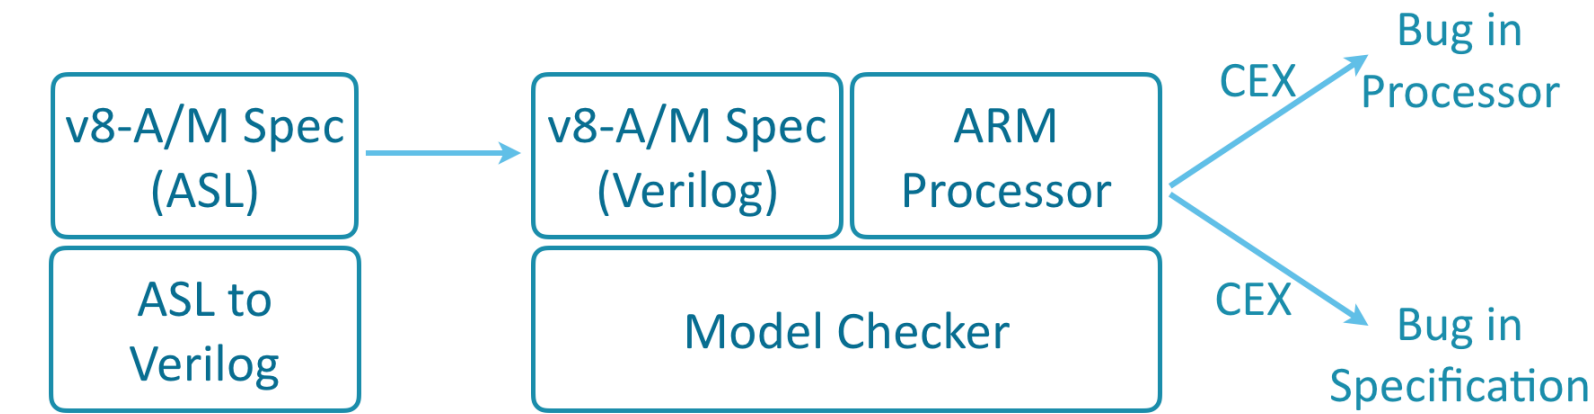 v8-A/M Spec
(ASL)
ASL to
Verilog
v8-A/M Spec
(Verilog)
ARM
Processor
Model Checker
CEX
Bug in
Processor
CEX
Bug in
Specification